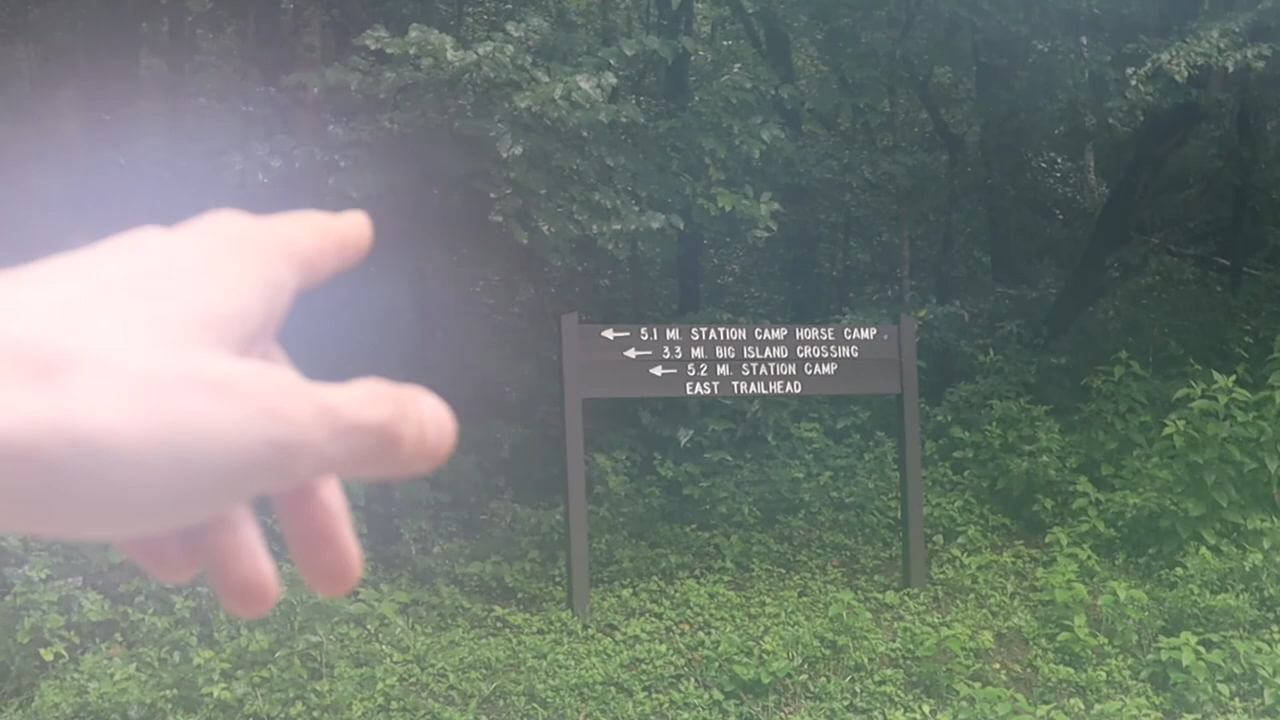 ← 5.1 MI. STATION CAMP HORSE CAMP
← 3.3 MI. BIG ISLAND CROSSING
← 5.2 MI. STATION CAMP
EAST TRAILHEAD